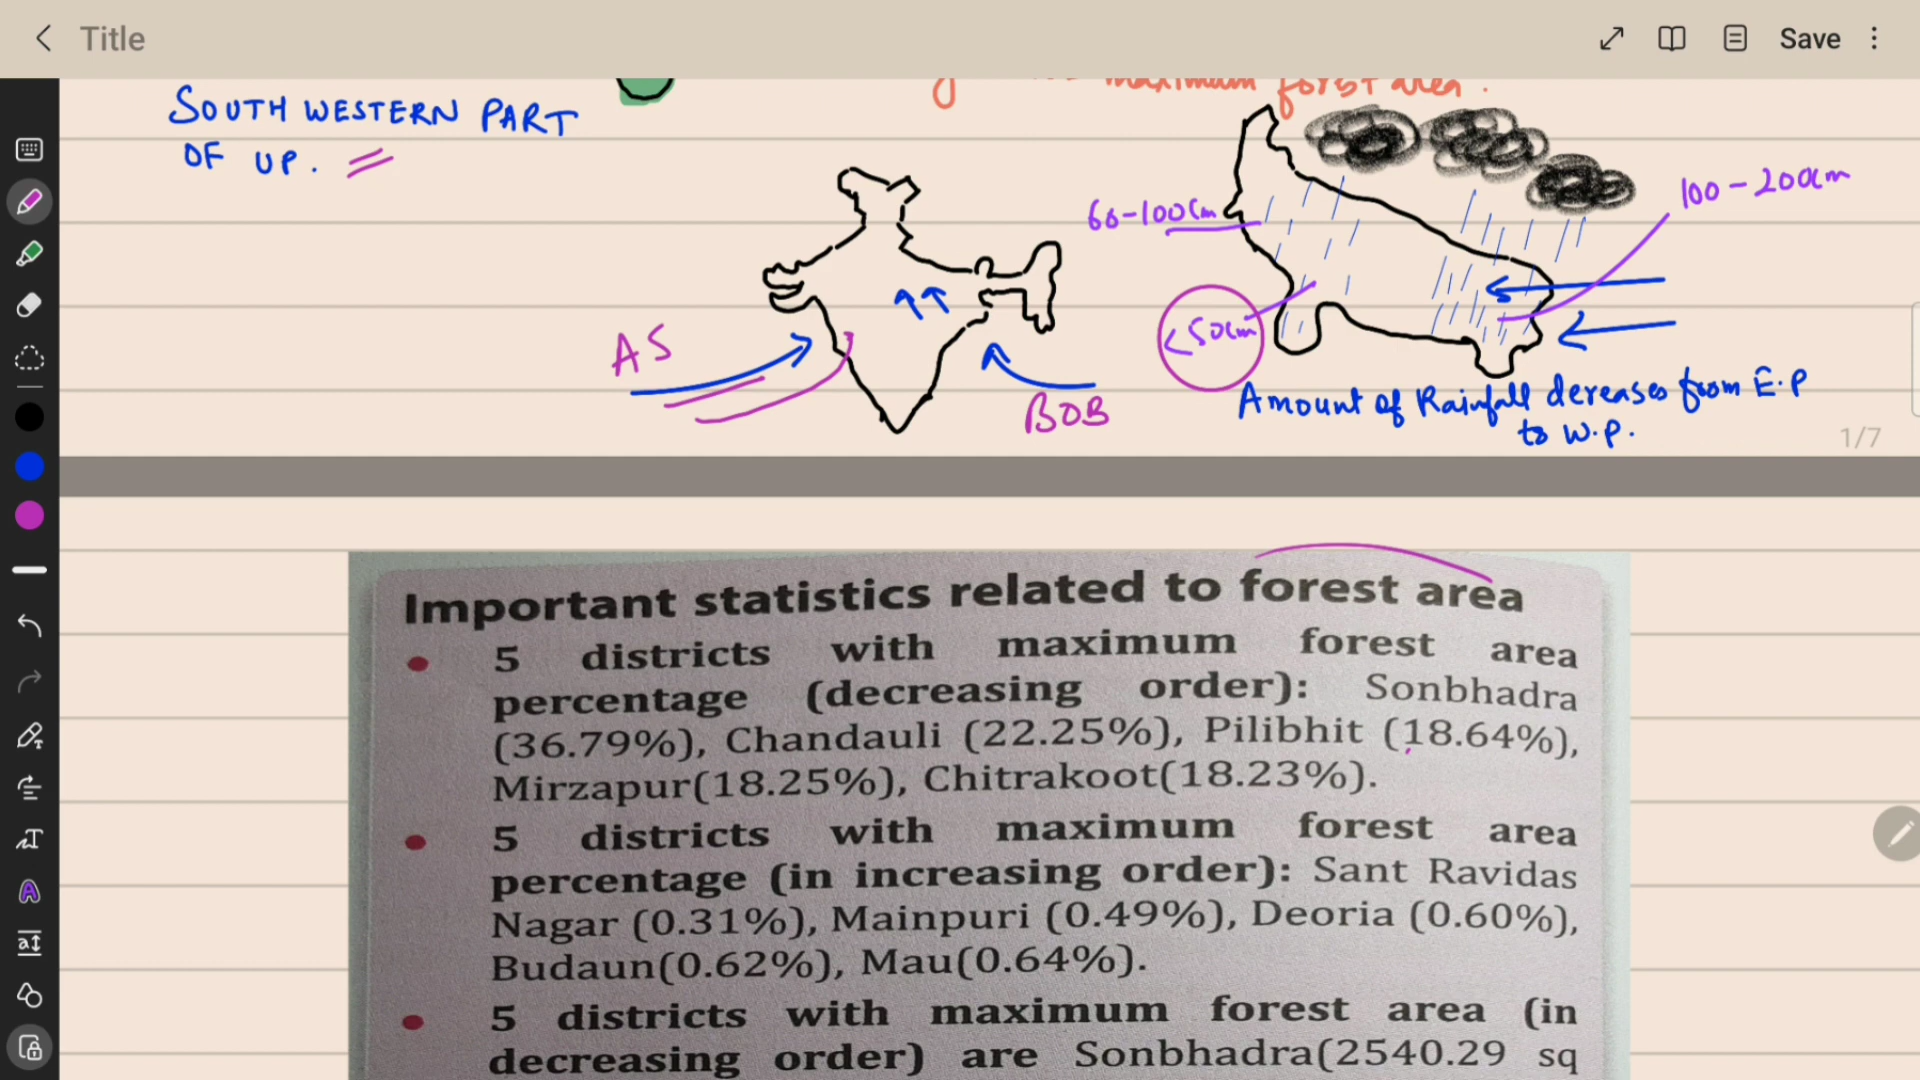 Title
Save
maximum forst area.
SOUTH WESTERN PART
OF UP.
100-200cm
60-100cm
<50cm
AS
BOB
Amount of Rainfall dereases from E.P
to W.P.
1/7
Important statistics related to forest area
5 districts with maximum forest area
percentage (decreasing order): Sonbhadra
(36.79%), Chandauli (22.25%), Pilibhit (18.64%),
Mirzapur(18.25%), Chitrakoot(18.23%).
5 districts with maximum forest area
percentage (in increasing order): Sant Ravidas
Nagar (0.31%), Mainpuri (0.49%), Deoria (0.60%),
Budaun(0.62%), Mau(0.64%).
5 districts with maximum forest area (in
decreasing order) are Sonbhadra(2540.29 sq